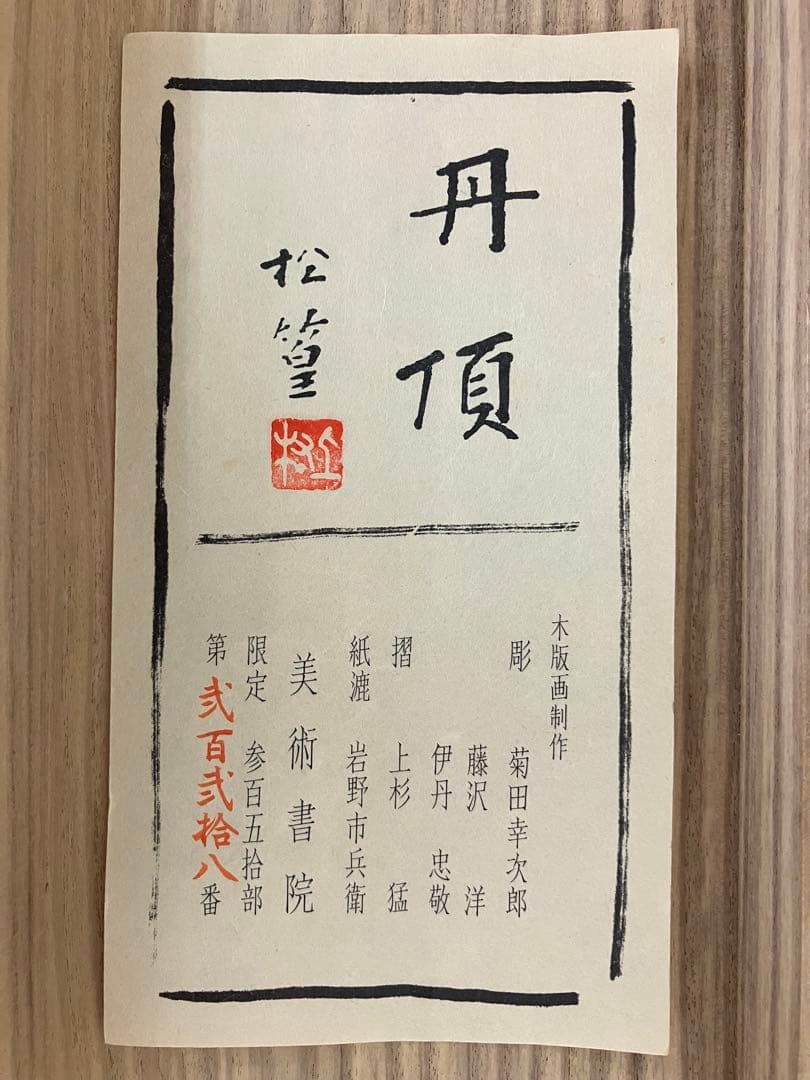 丹頂
松篁
上村
木版画制作
彫 菊田幸次郎
藤沢 洋
伊丹 忠敬
摺 上杉 猛
紙漉 岩野市兵衛
美術書院
限定 参百五拾部
第 弐百弐拾八 番